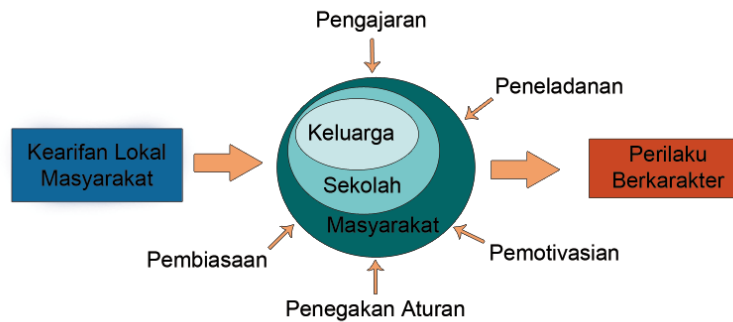 Pengajaran
Peneladanan
Keluarga
Kearifan Lokal
Masyarakat
Perilaku
Berkarakter
Sekolah
Masyarakat
Pembiasaan
Pemotivasian
Penegakan Aturan